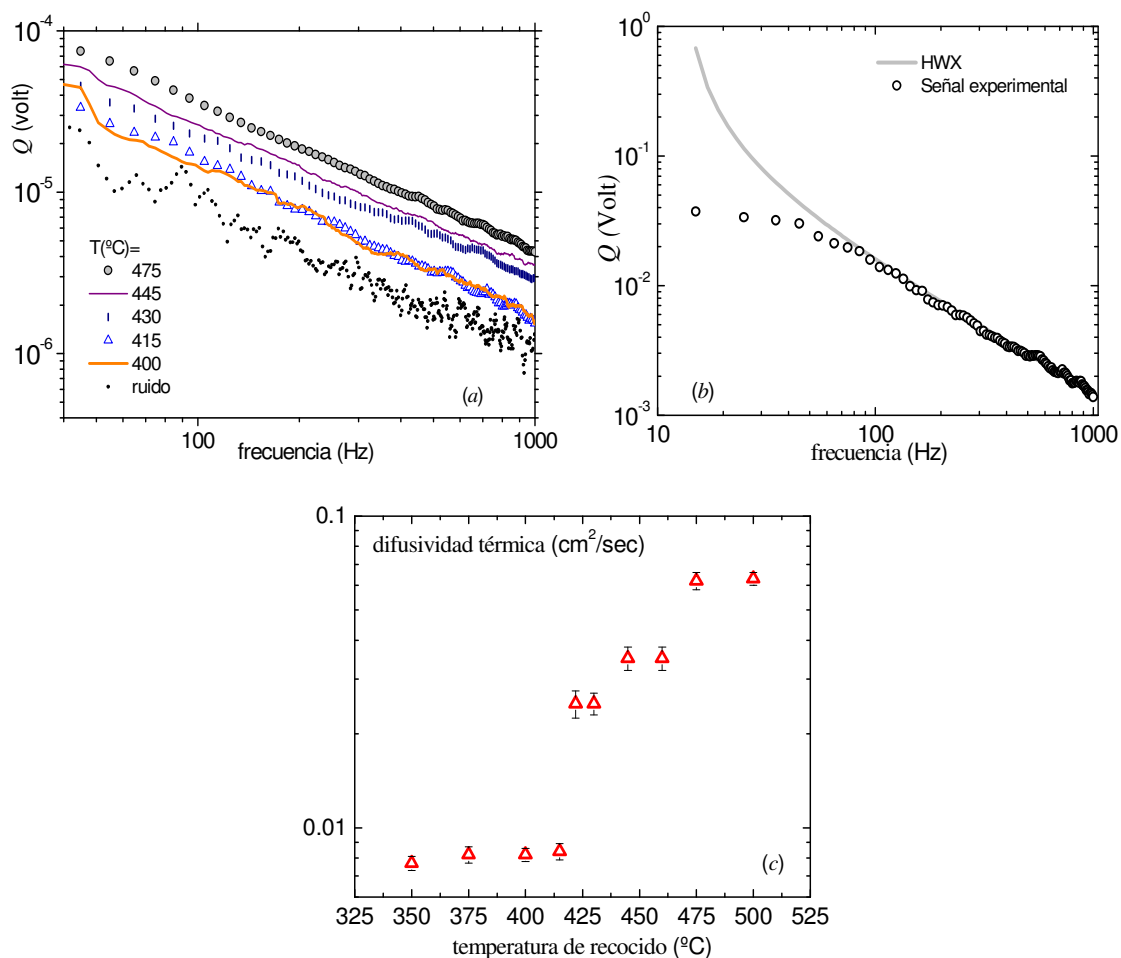 10^-4
10^-5
10^-6
Q (volt)
T(ºC)=
475
445
430
415
400
ruido
(a)
100
1000
frecuencia (Hz)
10^0
10^-1
10^-2
10^-3
Q (Volt)
HWX
Señal experimental
(b)
10
100
1000
frecuencia (Hz)
0.1
0.01
difusividad térmica (cm²/sec)
(c)
325 350 375 400 425 450 475 500 525
temperatura de recocido (ºC)